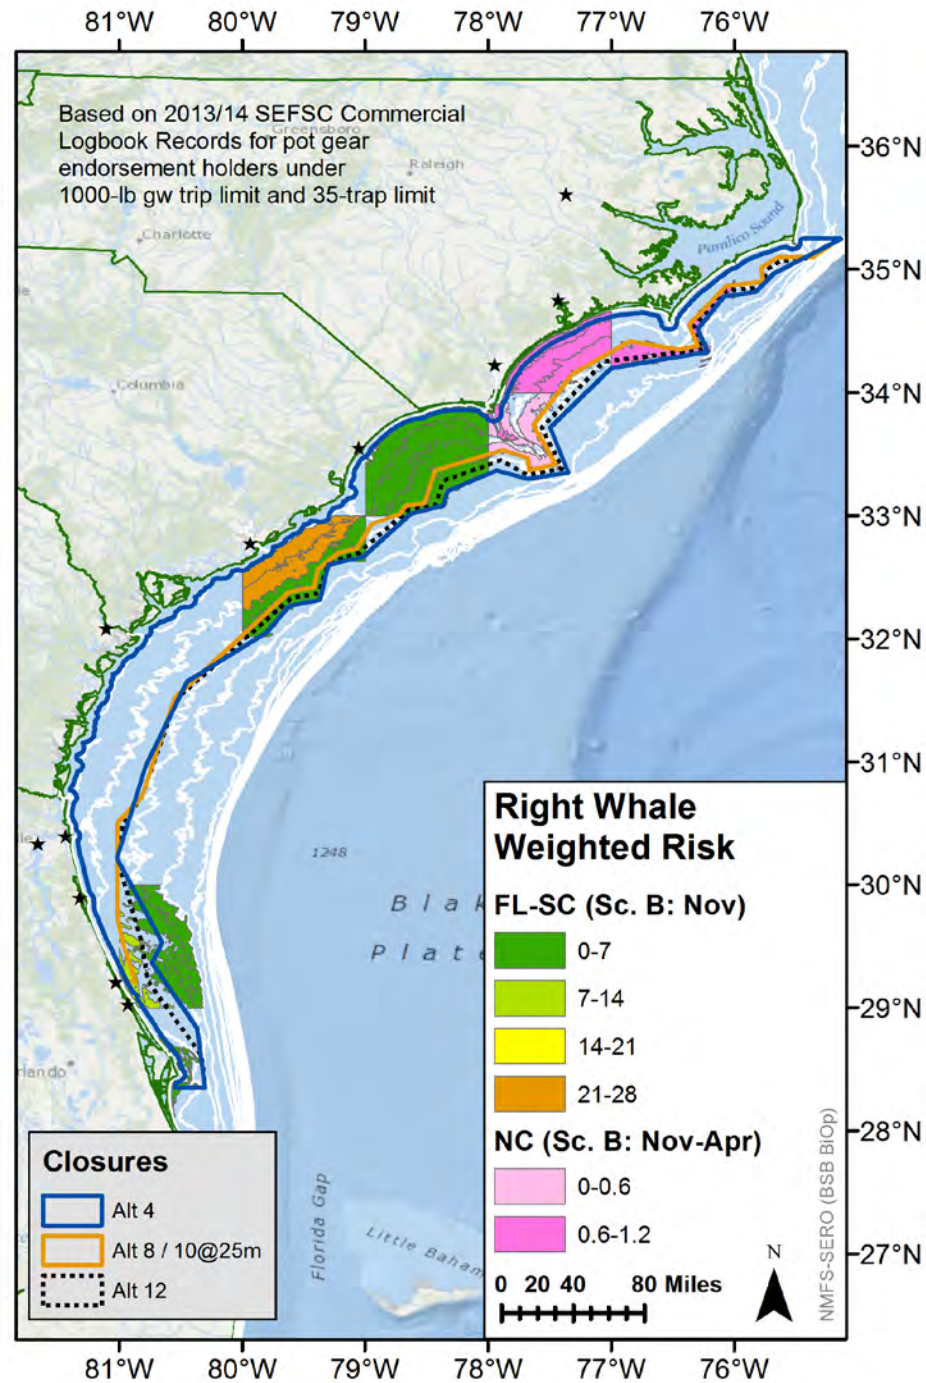 81°W 80°W 79°W 78°W 77°W 76°W
Based on 2013/14 SEFSC Commercial
Logbook Records for pot gear
endorsement holders under
1000-lb gw trip limit and 35-trap limit
Greensboro
Raleigh
Charlotte
Columbia
Pamlico Sound
36°N
35°N
34°N
33°N
32°N
31°N
30°N
29°N
28°N
27°N
1248
Blak
Plate
lando
Florida Gap
Little Baham
Right Whale
Weighted Risk
FL-SC (Sc. B: Nov)
0-7
7-14
14-21
21-28
NC (Sc. B: Nov-Apr)
0-0.6
0.6-1.2
0 20 40 80 Miles
N
NMFS-SERO (BSB BiOp)
Closures
Alt 4
Alt 8 / 10@25m
Alt 12
81°W 80°W 79°W 78°W 77°W 76°W